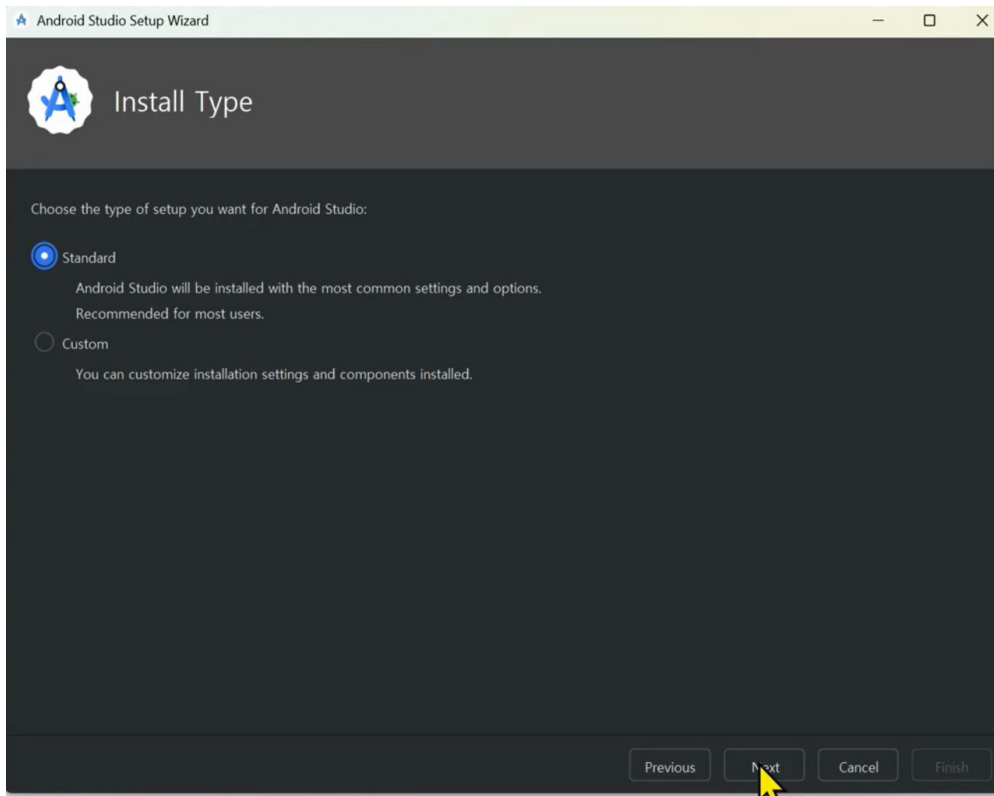 Android Studio Setup Wizard
Install Type
Choose the type of setup you want for Android Studio:
Standard
Android Studio will be installed with the most common settings and options.
Recommended for most users.
Custom
You can customize installation settings and components installed.
Previous Next Cancel Finish